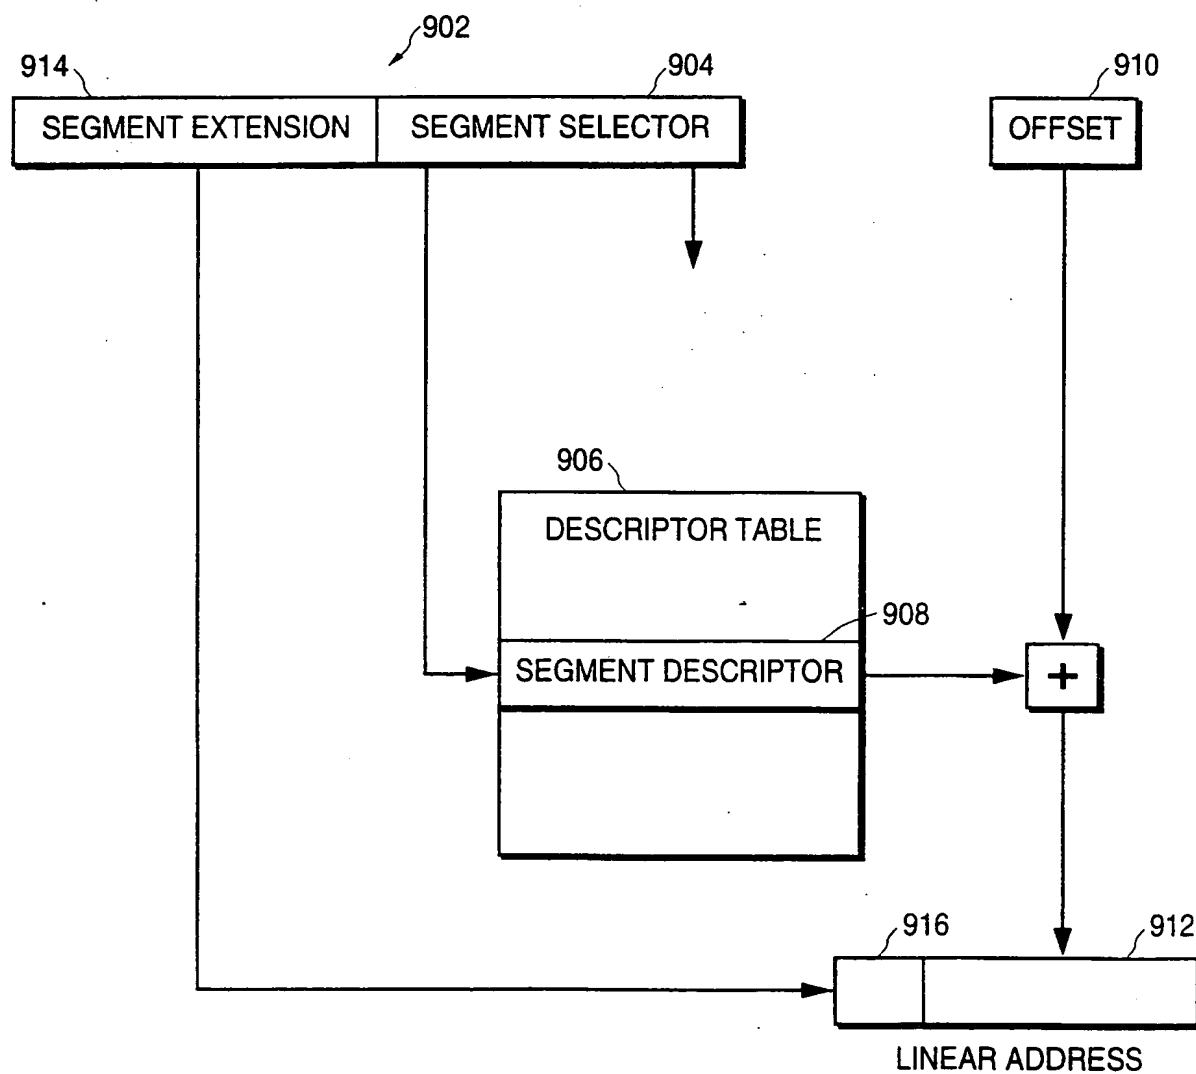 902
914
904
910
SEGMENT EXTENSION
SEGMENT SELECTOR
OFFSET
906
DESCRIPTOR TABLE
908
SEGMENT DESCRIPTOR
+
916
912
LINEAR ADDRESS